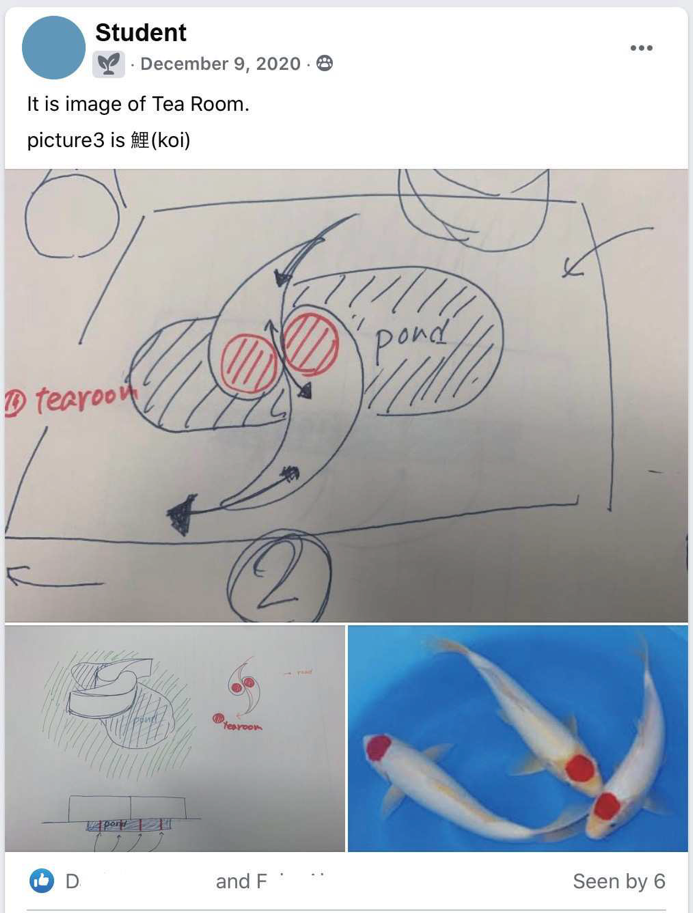 Student
December 9, 2020
It is image of Tea Room.
picture3 is 鯉(koi)
pond
tearoom
2
pond
tearoom
pond
D
and F
Seen by 6